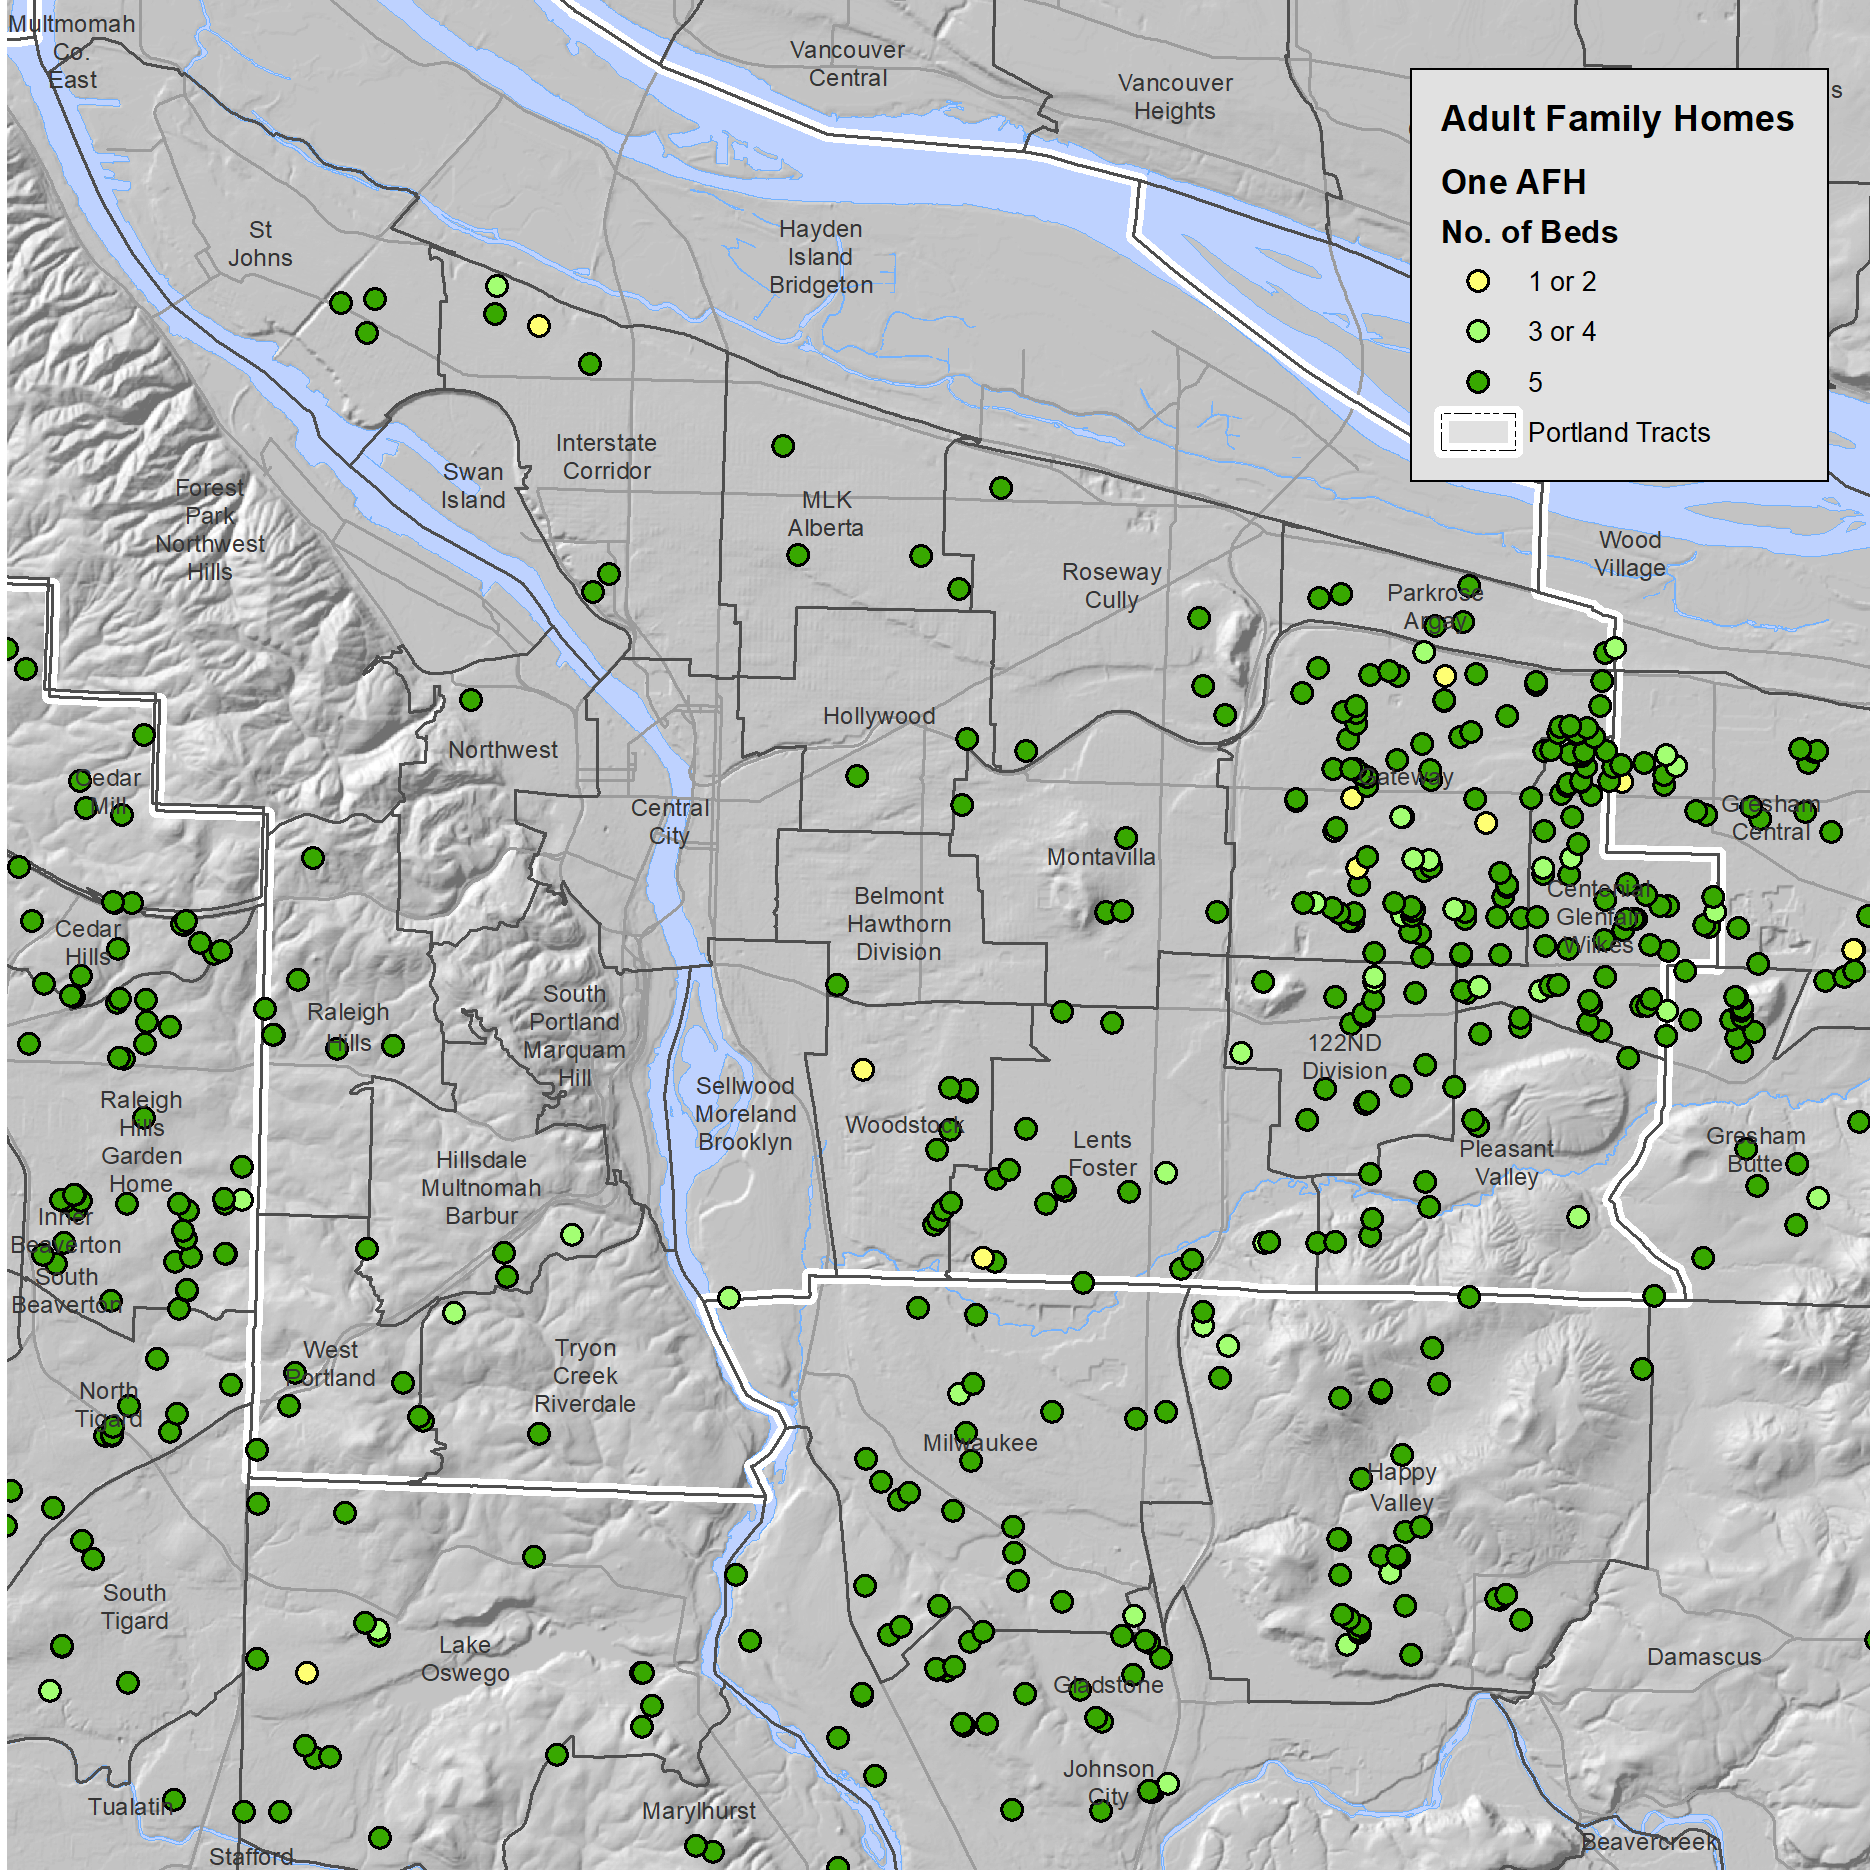 Multmomah
Co.
East
Vancouver
Central
Vancouver
Heights
s
Adult Family Homes
One AFH
No. of Beds
1 or 2
3 or 4
5
Portland Tracts
St
Johns
Hayden
Island
Bridgeton
Interstate
Corridor
Swan
Island
MLK
Alberta
Forest
Park
Northwest
Hills
Roseway
Cully
Wood
Village
Parkrose
Argay
Hollywood
Northwest
Cedar
Mill
Central
City
Gateway
Gresham
Central
Montavilla
Belmont
Hawthorn
Division
Centenial
Glenfair
Wilkes
Cedar
Hills
Raleigh
Hills
South
Portland
Marquam
Hill
122ND
Division
Sellwood
Moreland
Brooklyn
Woodstock
Raleigh
Hills
Garden
Home
Lents
Foster
Pleasant
Valley
Gresham
Butte
Hillsdale
Multnomah
Barbur
Inner
Beaverton
South
Beaverton
West
Portland
Tryon
Creek
Riverdale
North
Tigard
Milwaukee
Happy
Valley
South
Tigard
Lake
Oswego
Damascus
Gladstone
Johnson
City
Tualatin
Marylhurst
Stafford
Beavercreek